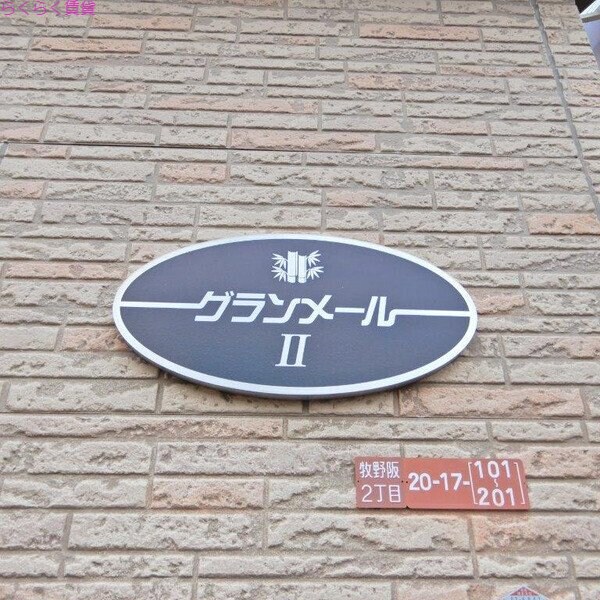 らくらく賃貸
グランメール
II
牧野阪
2丁目
20-17-
101
~
201